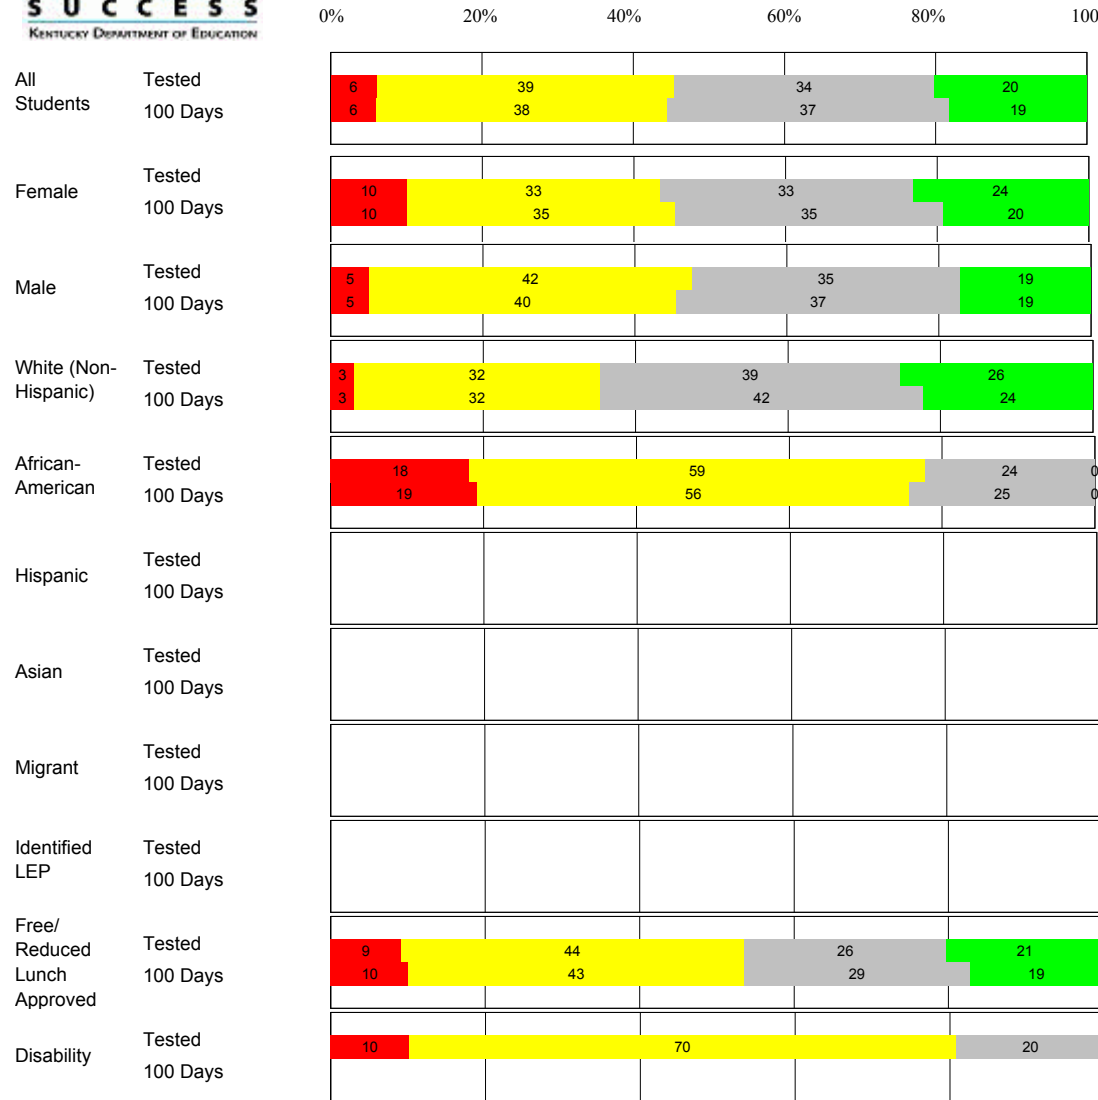 SUCCESS
KENTUCKY DEPARTMENT OF EDUCATION
0% 20% 40% 60% 80% 100
All Students
Tested 6 39 34 20
100 Days 6 38 37 19
Female
Tested 10 33 33 24
100 Days 10 35 35 20
Male
Tested 5 42 35 19
100 Days 5 40 37 19
White (Non-
Hispanic)
Tested 3 32 39 26
100 Days 3 32 42 24
African-
American
Tested 18 59 24 0
100 Days 19 56 25 0
Hispanic
Tested
100 Days
Asian
Tested
100 Days
Migrant
Tested
100 Days
Identified
LEP
Tested
100 Days
Free/
Reduced
Lunch
Approved
Tested 9 44 26 21
100 Days 10 43 29 19
Disability
Tested 10 70 20
100 Days